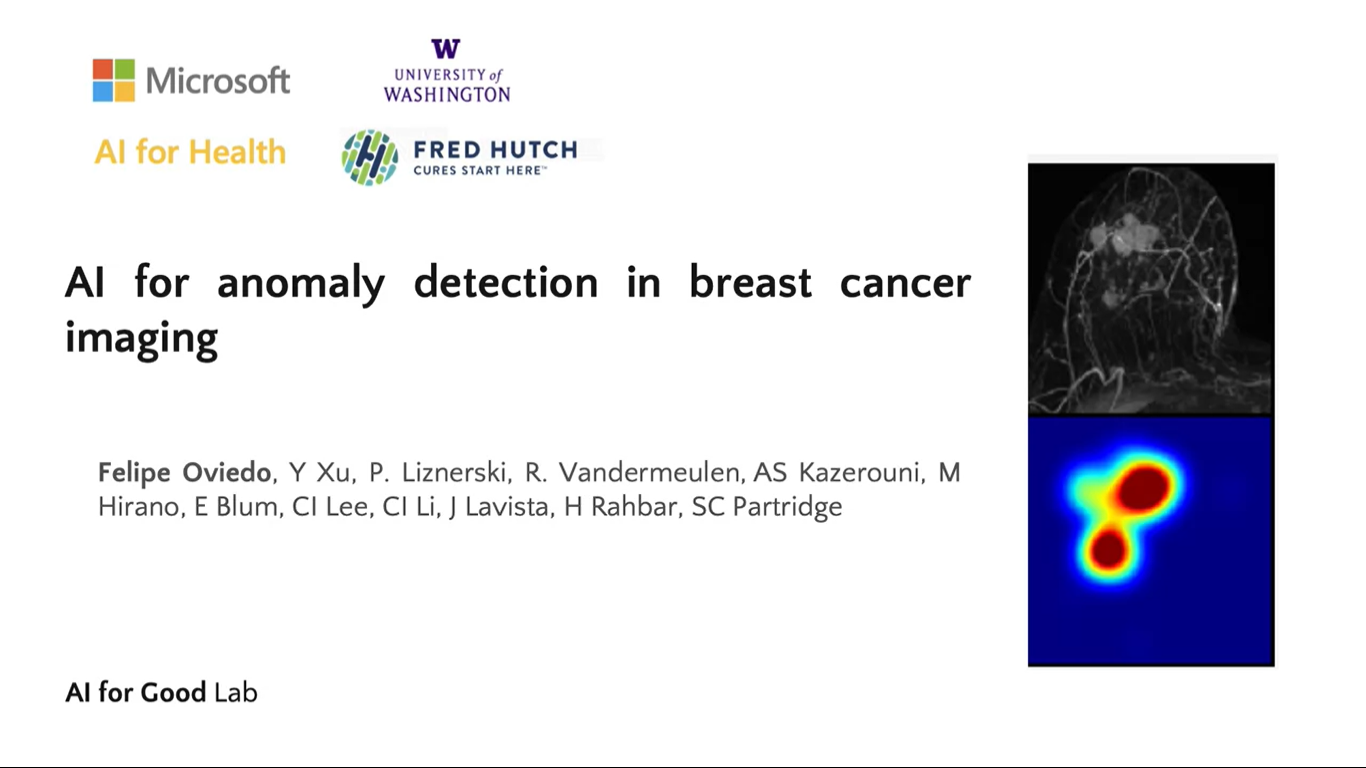 Microsoft
W
UNIVERSITY of
WASHINGTON
AI for Health
FRED HUTCH
CURES START HERE™
AI for anomaly detection in breast cancer
imaging
Felipe Oviedo, Y Xu, P. Liznerski, R. Vandermeulen, AS Kazerouni, M
Hirano, E Blum, CI Lee, CI Li, J Lavista, H Rahbar, SC Partridge
AI for Good Lab